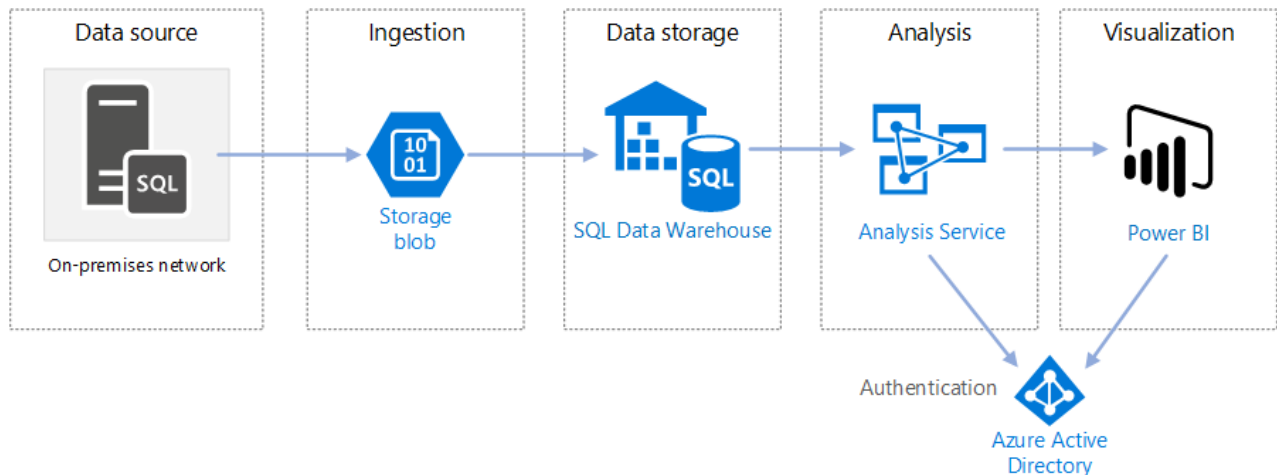 Data source
Ingestion
Data storage
Analysis
Visualization
SQL
10
01
SQL
On-premises network
Storage
blob
SQL Data Warehouse
Analysis Service
Power BI
Authentication
Azure Active
Directory